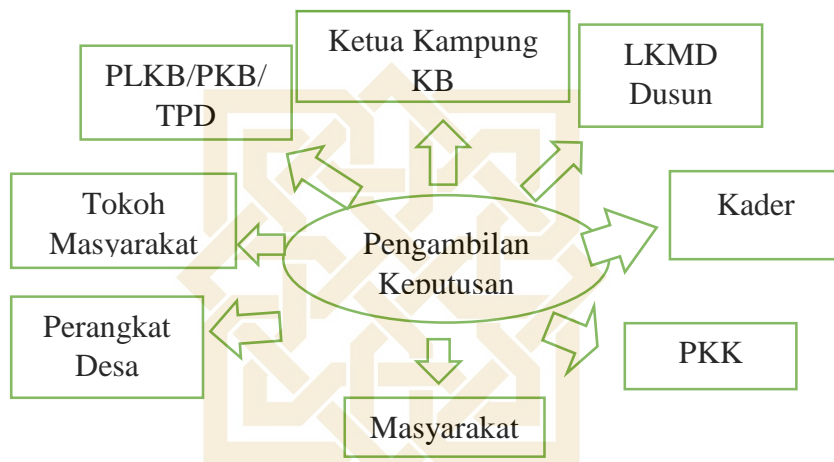 Ketua Kampung
KB
PLKB/PKB/
TPD
LKMD
Dusun
Tokoh
Masyarakat
Pengambilan
Keputusan
Kader
Perangkat
Desa
PKK
Masyarakat